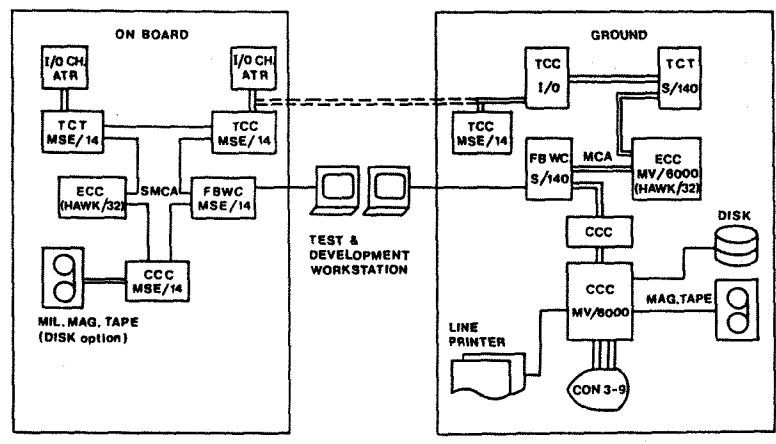 ON BOARD
I/O CH.
ATR
I/O CH.
ATR
TCT
MSE/14
TCC
MSE/14
ECC
(HAWK/32)
SMCA
FBWC
MSE/14
CCC
MSE/14
MIL. MAG. TAPE
(DISK option)
TEST &
DEVELOPMENT
WORKSTATION
GROUND
TCC
I/O
TCT
S/140
TCC
MSE/14
FBWC
S/140
MCA
ECC
MV/6000
(HAWK/32)
CCC
CCC
MV/6000
DISK
MAG. TAPE
LINE
PRINTER
CON 3-9